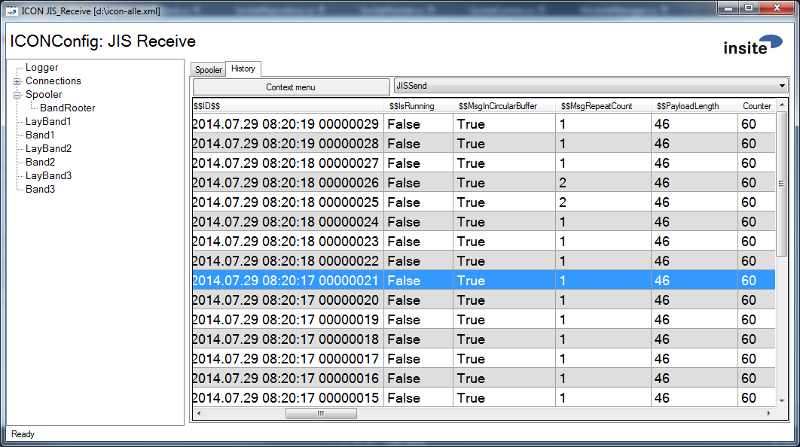 ICON JIS_Receive [d:\icon-alle.xml]
ICONConfig: JIS Receive
insite
Logger
Connections
Spooler
BandRooter
LayBand1
Band1
LayBand2
Band2
LayBand3
Band3
Spooler History
Context menu JISSend
$$ID$$ $$IsRunning $$MsgInCircularBuffer $$MsgRepeatCount $$PayloadLength Counter
2014.07.29 08:20:19 00000029 False True 1 46 60
2014.07.29 08:20:19 00000028 False True 1 46 60
2014.07.29 08:20:18 00000027 False True 1 46 60
2014.07.29 08:20:18 00000026 False True 2 46 60
2014.07.29 08:20:18 00000025 False True 2 46 60
2014.07.29 08:20:18 00000024 False True 1 46 60
2014.07.29 08:20:18 00000023 False True 1 46 60
2014.07.29 08:20:18 00000022 False True 1 46 60
2014.07.29 08:20:17 00000021 False True 1 46 60
2014.07.29 08:20:17 00000020 False True 1 46 60
2014.07.29 08:20:17 00000019 False True 1 46 60
2014.07.29 08:20:17 00000018 False True 1 46 60
2014.07.29 08:20:17 00000017 False True 1 46 60
2014.07.29 08:20:17 00000016 False True 1 46 60
2014.07.29 08:20:17 00000015 False True 1 46 60
Ready